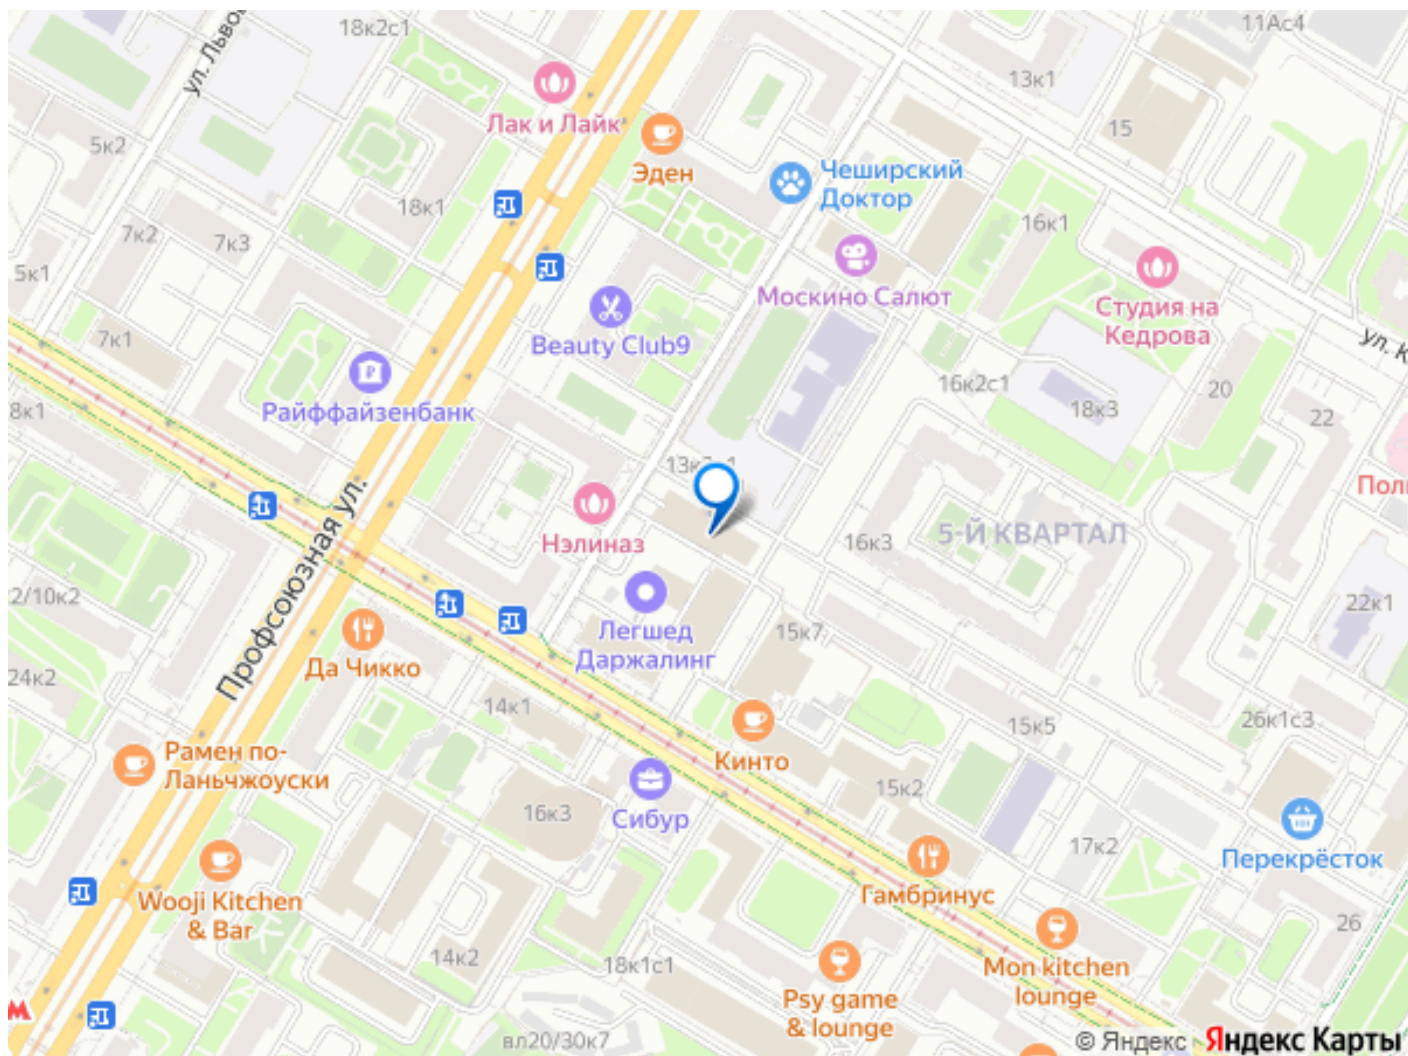 18к2с1
11Ас4
ул. Льво
13к1
Лак и Лайк
15
5к2
Эден
Чеширский
Доктор
18к1
16к1
7к2
7к3
5к1
Москино Салют
Студия на
Кедрова
7к1
Beauty Club9
ул. К
16к2с1
20
Райффайзенбанк
8к1
18к3
22
13к
Пол
Профсоюзная ул.
Нэлиназ
16к3
5-Й КВАРТАЛ
2/10к2
22к1
Легшед
Даржалинг
15к7
Да Чикко
24к2
14к1
15к5
26к1с3
Рамен по-
Ланьчжоуски
Кинто
15к2
16к3
Сибур
17к2
Перекрёсток
Гамбринус
Wooji Kitchen
& Bar
26
14к2
18к1с1
Mon kitchen
lounge
Psy game
& lounge
вл20/30к7
© Яндекс Яндекс Карты